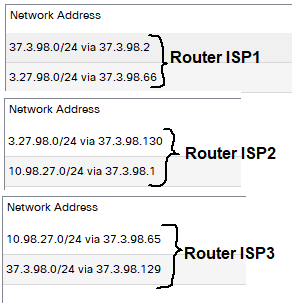 Network Address
37.3.98.0/24 via 37.3.98.2
Router ISP1
3.27.98.0/24 via 37.3.98.66
Network Address
3.27.98.0/24 via 37.3.98.130
Router ISP2
10.98.27.0/24 via 37.3.98.1
Network Address
10.98.27.0/24 via 37.3.98.65
Router ISP3
37.3.98.0/24 via 37.3.98.129